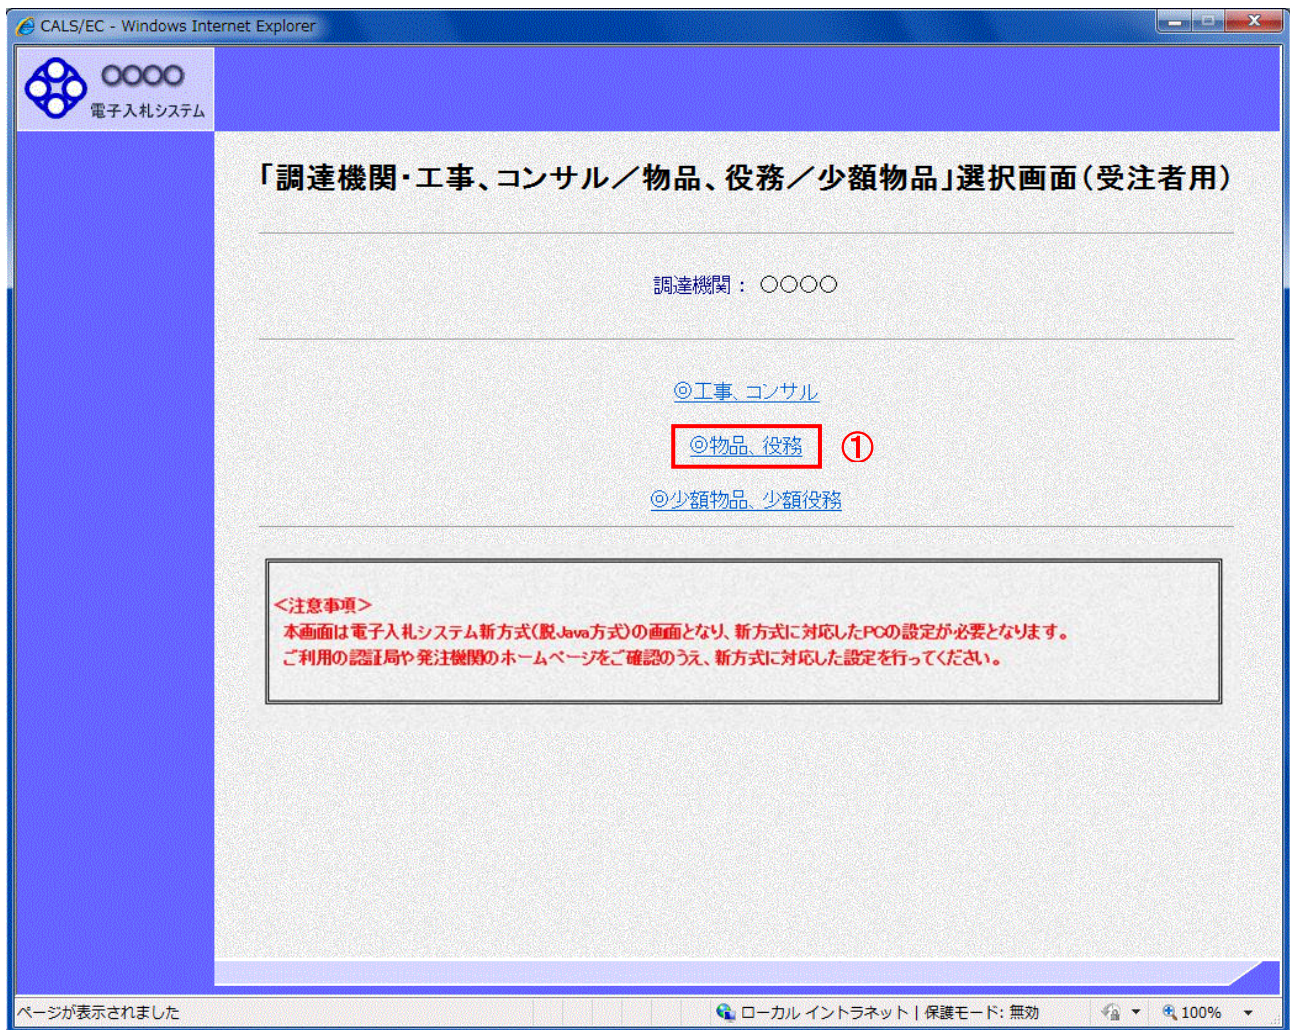 CALS/EC - Windows Internet Explorer
○○○○
電子入札システム
「調達機関・工事、コンサル／物品、役務／少額物品」選択画面（受注者用）
調達機関： ○○○○
◎工事、コンサル
◎物品、役務 ①
◎少額物品、少額役務
＜注意事項＞
本画面は電子入札システム新方式(脱Java方式)の画面となり、新方式に対応したPCの設定が必要となります。
ご利用の認証局や発注機関のホームページをご確認のうえ、新方式に対応した設定を行ってください。
ページが表示されました ローカル イントラネット | 保護モード: 無効 100%